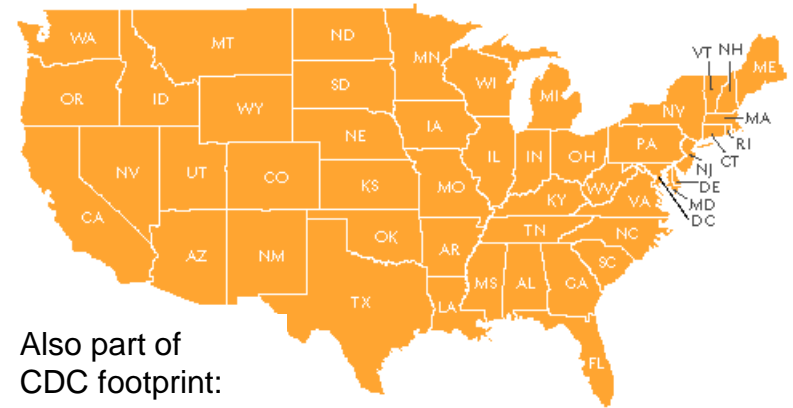 WA
MT
ND
MN
VT NH
ME
OR
ID
SD
WI
MI
NY
WY
MA
IA
NE
PA
RI
NV
UT
CO
IL
IN
OH
CT
NJ
KS
MO
WV
KY
VA
DE
MD
DC
CA
OK
TN
NC
AZ
NM
AR
SC
TX
MS
AL
GA
LA
FL
Also part of
CDC footprint: